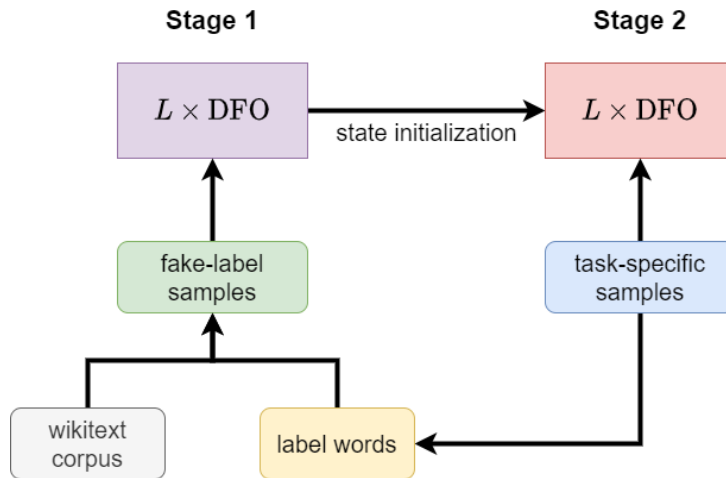 Stage 1
Stage 2
L × DFO
state initialization
L × DFO
fake-label
samples
task-specific
samples
wikitext
corpus
label words